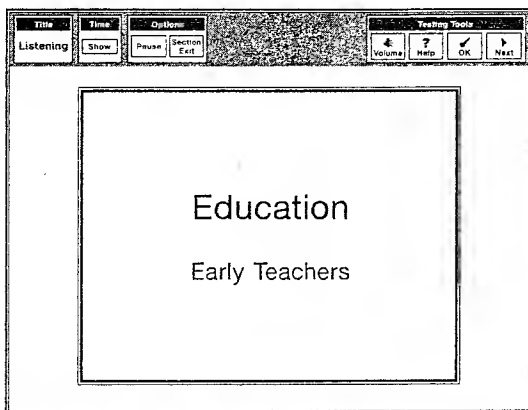 Title Time Options Testing Tools
Listening Show Pause Section Exit Volume Help OK Next
Education
Early Teachers